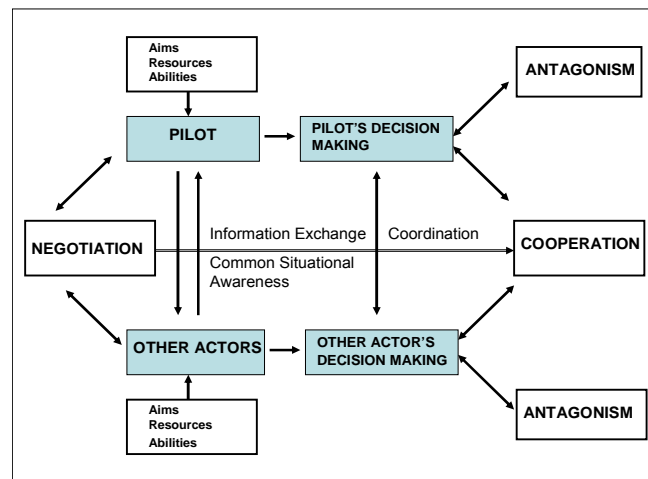 Aims
Resources
Abilities
ANTAGONISM
PILOT
PILOT'S DECISION
MAKING
NEGOTIATION
Information Exchange
Coordination
COOPERATION
Common Situational
Awareness
OTHER ACTORS
OTHER ACTOR'S
DECISION MAKING
Aims
Resources
Abilities
ANTAGONISM